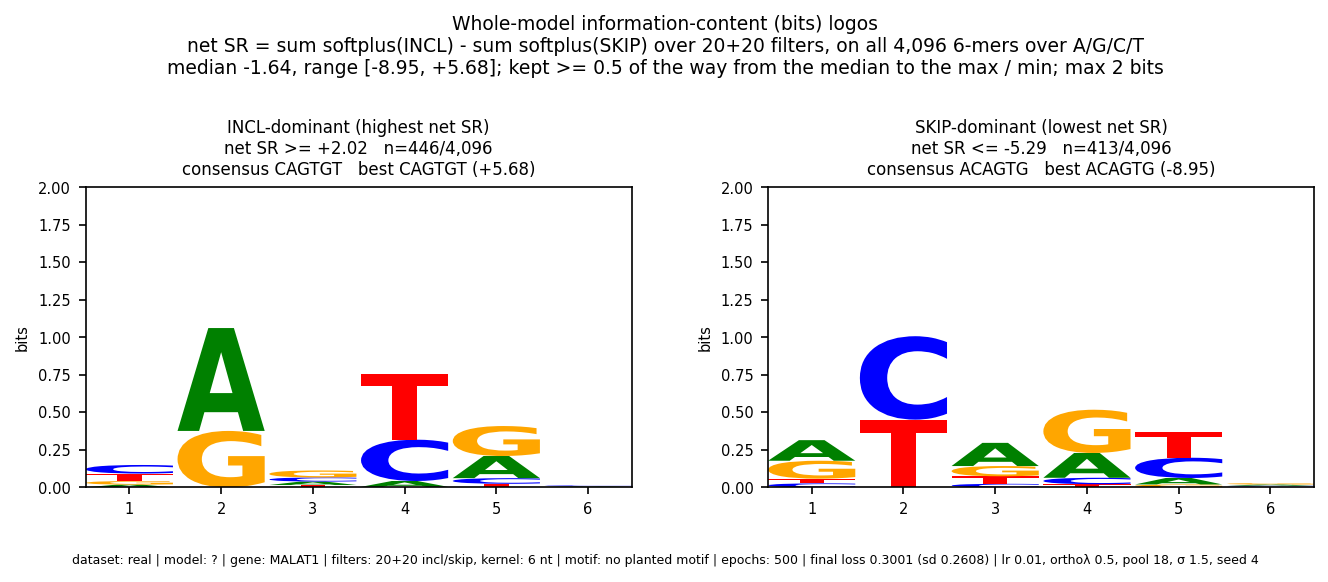 Whole-model information-content (bits) logos
net SR = sum softplus(INCL) - sum softplus(SKIP) over 20+20 filters, on all 4,096 6-mers over A/G/C/T
median -1.64, range [-8.95, +5.68]; kept >= 0.5 of the way from the median to the max / min; max 2 bits
INCL-dominant (highest net SR)
net SR >= +2.02   n=446/4,096
consensus CAGTGT   best CAGTGT (+5.68)
2.00
1.75
1.50
1.25
1.00
0.75
0.50
0.25
0.00
bits
1 2 3 4 5 6
SKIP-dominant (lowest net SR)
net SR <= -5.29   n=413/4,096
consensus ACAGTG   best ACAGTG (-8.95)
2.00
1.75
1.50
1.25
1.00
0.75
0.50
0.25
0.00
bits
1 2 3 4 5 6
dataset: real | model: ? | gene: MALAT1 | filters: 20+20 incl/skip, kernel: 6 nt | motif: no planted motif | epochs: 500 | final loss 0.3001 (sd 0.2608) | lr 0.01, orthoλ 0.5, pool 18, σ 1.5, seed 4